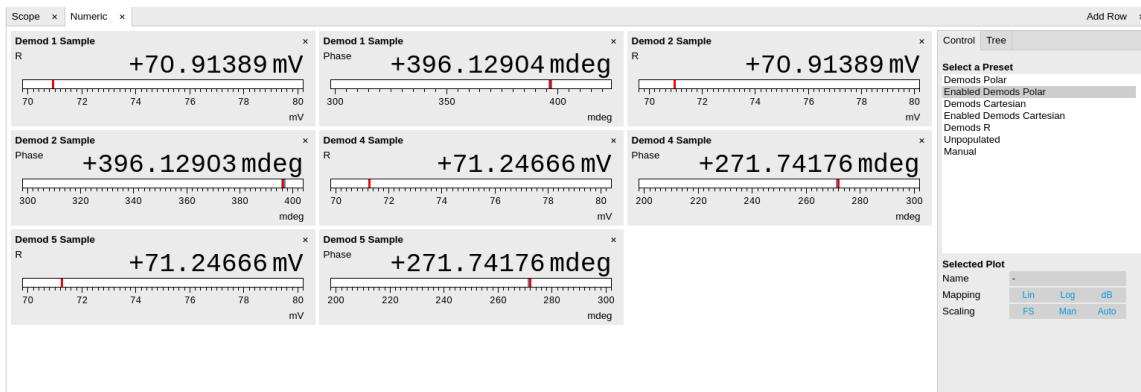 Scope × Numeric × Add Row
Demod 1 Sample ×
R
+70.91389 mV
70 72 74 76 78 80
mV
Demod 1 Sample ×
Phase
+396.12904 mdeg
300 350 400
mdeg
Demod 2 Sample ×
R
+70.91389 mV
70 72 74 76 78 80
mV
Demod 2 Sample ×
Phase
+396.12903 mdeg
300 320 340 360 380 400
mdeg
Demod 4 Sample ×
R
+71.24666 mV
70 72 74 76 78 80
mV
Demod 4 Sample ×
Phase
+271.74176 mdeg
200 220 240 260 280 300
mdeg
Demod 5 Sample ×
R
+71.24666 mV
70 72 74 76 78 80
mV
Demod 5 Sample ×
Phase
+271.74176 mdeg
200 220 240 260 280 300
mdeg
Control Tree
Select a Preset
Demods Polar
Enabled Demods Polar
Demods Cartesian
Enabled Demods Cartesian
Demods R
Unpopulated
Manual
Selected Plot
Name -
Mapping Lin Log dB
Scaling FS Man Auto